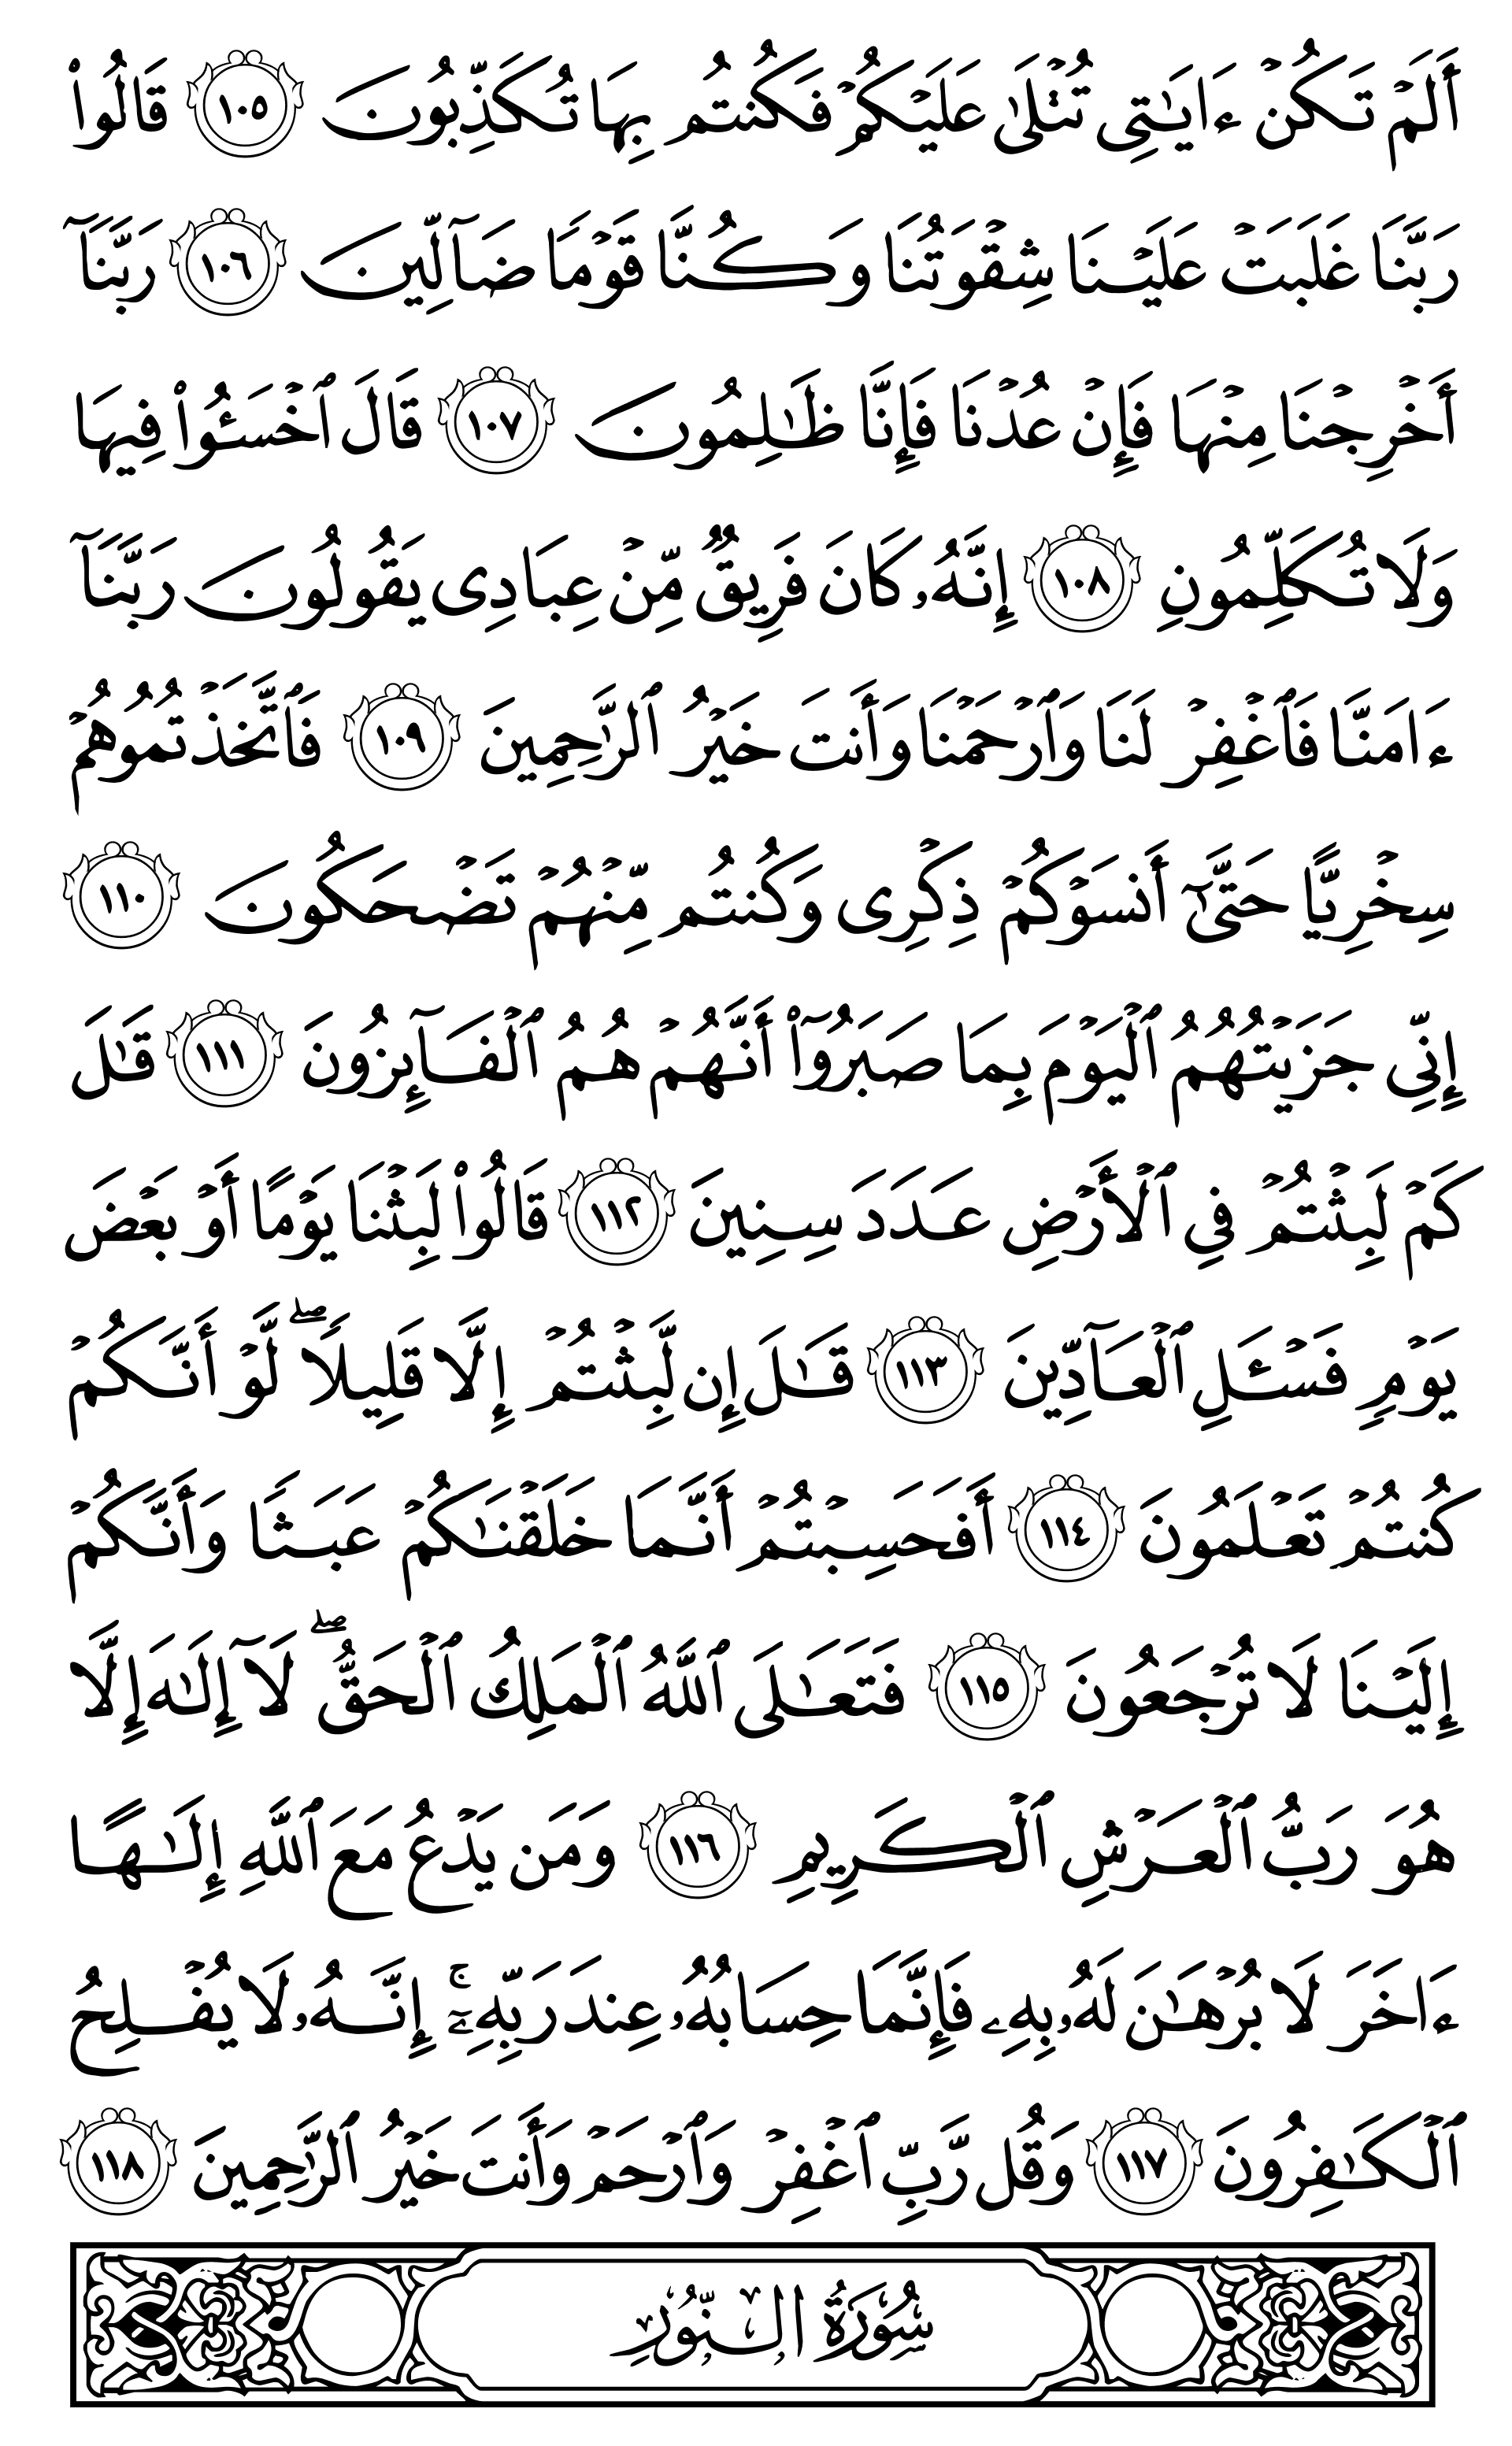 أَلَمۡ تَكُنۡ ءَايَٰتِي تُتۡلَىٰ عَلَيۡكُمۡ فَكُنتُم بِهَا تُكَذِّبُونَ ١٠٥ قَالُواْ
رَبَّنَا غَلَبَتۡ عَلَيۡنَا شِقۡوَتُنَا وَكُنَّا قَوۡمٗا ضَآلِّينَ ١٠٦ رَبَّنَآ
أَخۡرِجۡنَا مِنۡهَا فَإِنۡ عُدۡنَا فَإِنَّا ظَٰلِمُونَ ١٠٧ قَالَ ٱخۡسَـُٔواْ فِيهَا
وَلَا تُكَلِّمُونِ ١٠٨ إِنَّهُۥ كَانَ فَرِيقٞ مِّنۡ عِبَادِي يَقُولُونَ رَبَّنَآ
ءَامَنَّا فَٱغۡفِرۡ لَنَا وَٱرۡحَمۡنَا وَأَنتَ خَيۡرُ ٱلرَّٰحِمِينَ ١٠٩ فَٱتَّخَذۡتُمُوهُمۡ
سِخۡرِيًّا حَتَّىٰٓ أَنسَوۡكُمۡ ذِكۡرِي وَكُنتُم مِّنۡهُمۡ تَضۡحَكُونَ ١١٠
إِنِّي جَزَيۡتُهُمُ ٱلۡيَوۡمَ بِمَا صَبَرُوٓاْ أَنَّهُمۡ هُمُ ٱلۡفَآئِزُونَ ١١١ قَٰلَ
كَمۡ لَبِثۡتُمۡ فِي ٱلۡأَرۡضِ عَدَدَ سِنِينَ ١١٢ قَالُواْ لَبِثۡنَا يَوۡمًا أَوۡ بَعۡضَ
يَوۡمٖ فَسۡـَٔلِ ٱلۡعَآدِّينَ ١١٣ قَٰلَ إِن لَّبِثۡتُمۡ إِلَّا قَلِيلٗاۖ لَّوۡ أَنَّكُمۡ
كُنتُمۡ تَعۡلَمُونَ ١١٤ أَفَحَسِبۡتُمۡ أَنَّمَا خَلَقۡنَٰكُمۡ عَبَثٗا وَأَنَّكُمۡ
إِلَيۡنَا لَا تُرۡجَعُونَ ١١٥ فَتَعَٰلَى ٱللَّهُ ٱلۡمَلِكُ ٱلۡحَقُّۖ لَآ إِلَٰهَ إِلَّا
هُوَ رَبُّ ٱلۡعَرۡشِ ٱلۡكَرِيمِ ١١٦ وَمَن يَدۡعُ مَعَ ٱللَّهِ إِلَٰهًا
ءَاخَرَ لَا بُرۡهَٰنَ لَهُۥ بِهِۦ فَإِنَّمَا حِسَابُهُۥ عِندَ رَبِّهِۦٓۚ إِنَّهُۥ لَا يُفۡلِحُ
ٱلۡكَٰفِرُونَ ١١٧ وَقُل رَّبِّ ٱغۡفِرۡ وَٱرۡحَمۡ وَأَنتَ خَيۡرُ ٱلرَّٰحِمِينَ ١١٨
سُورَةُ النُّورِ